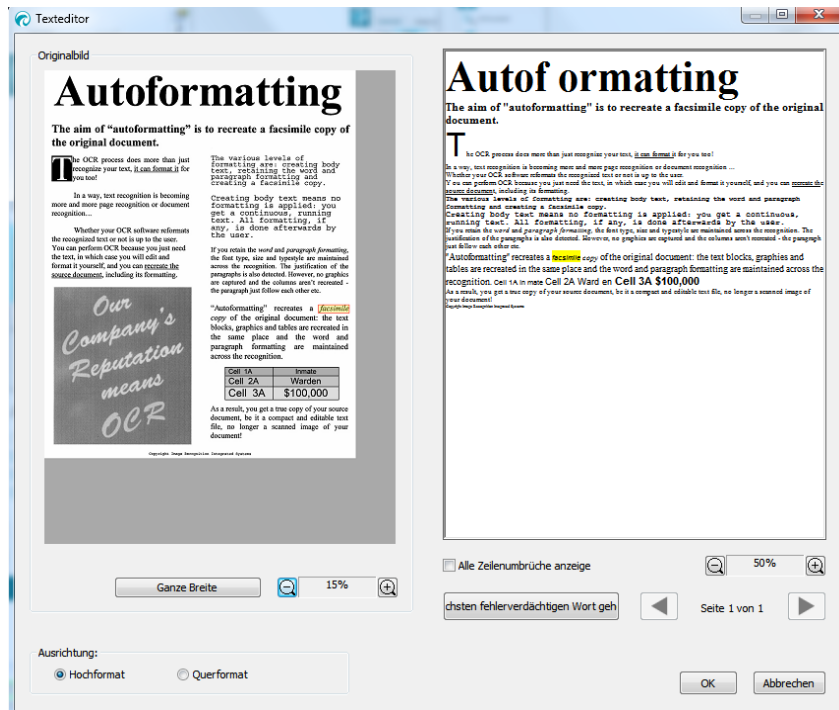 Texteditor
Originalbild
Autoformatting
The aim of “autoformatting” is to recreate a facsimile copy of
the original document.
The OCR process does more than just
recognize your text, it can format it for
you too!
In a way, text recognition is becoming
more and more page recognition or document
recognition....
Whether your OCR software reformats
the recognized text or not is up to the user.
You can perform OCR because you just need
the text, in which case you will edit and
format it yourself, and you can recreate the
source document, including its formatting.
Our
Company's
Reputation
means
OCR
The various levels of
formatting are: creating body
text, retaining the word and
paragraph formatting and
creating a facsimile copy.
Creating body text means no
formatting is applied: you
get a continuous, running
text. All formatting, if
any, is done afterwards by
the user.
If you retain the word and paragraph formatting,
the font type, size and typestyle are maintained
across the recognition. The justification of the
paragraphs is also detected. However, no graphics
are captured and the columns aren't recreated -
the paragraph just follow each other etc.
"Autoformatting" recreates a facsimile
copy of the original document: the text
blocks, graphics and tables are recreated in
the same place and the word and
paragraph formatting are maintained
across the recognition.
Cell 1A Inmate
Cell 2A Warden
Cell 3A $100,000
As a result, you get a true copy of your source
document, be it a compact and editable text
file, no longer a scanned image of your
document!
Copyright Image Recognition Integrated Systems
Ganze Breite
15%
Ausrichtung:
Hochformat
Querformat
Autof ormatting
The aim of "autoformatting" is to recreate a facsimile copy of the original
document.
T he OCR process does more than just recognize your text, it can format it for you too!
In a way, text recognition is becoming more and more page recognition or document recognition ...
Whether your OCR software reformats the recognized text or not is up to the user.
Y ou can perform OCR because you just need the text, in which case you will edit and format it yourself, and you can recreate the
source document, including its formatting.
The various levels of formatting are: creating body text, retaining the word and paragraph
formatting and creating a facsimile copy.
Creating body text means no formatting is applied: you get a continuous,
running text. All formatting, if any, is done afterwards by the user.
If you retain the word and paragraph formatting, the font type, size and typestyle are maintained across the recognition. The
justification of the paragraphs is also detected. However, no graphics are captured and the columns aren't recreated - the paragraph
just follow each other etc.
"Autoformatting" recreates a facsimile copy of the original document: the text blocks, graphies and
tables are recreated in the same place and the word and paragraph formatting are maintained across the
recognition. Cell 1A In mate Cell 2A Ward en Cell 3A $100,000
As a result, you get a true copy of your source document, be it a compact and editable text file, no longer a scanned image of
your document!
Copyright Image Recognition Integrated Systems
Alle Zeilenumbrüche anzeige
50%
chsten fehlerverdächtigen Wort geh
Seite 1 von 1
OK
Abbrechen